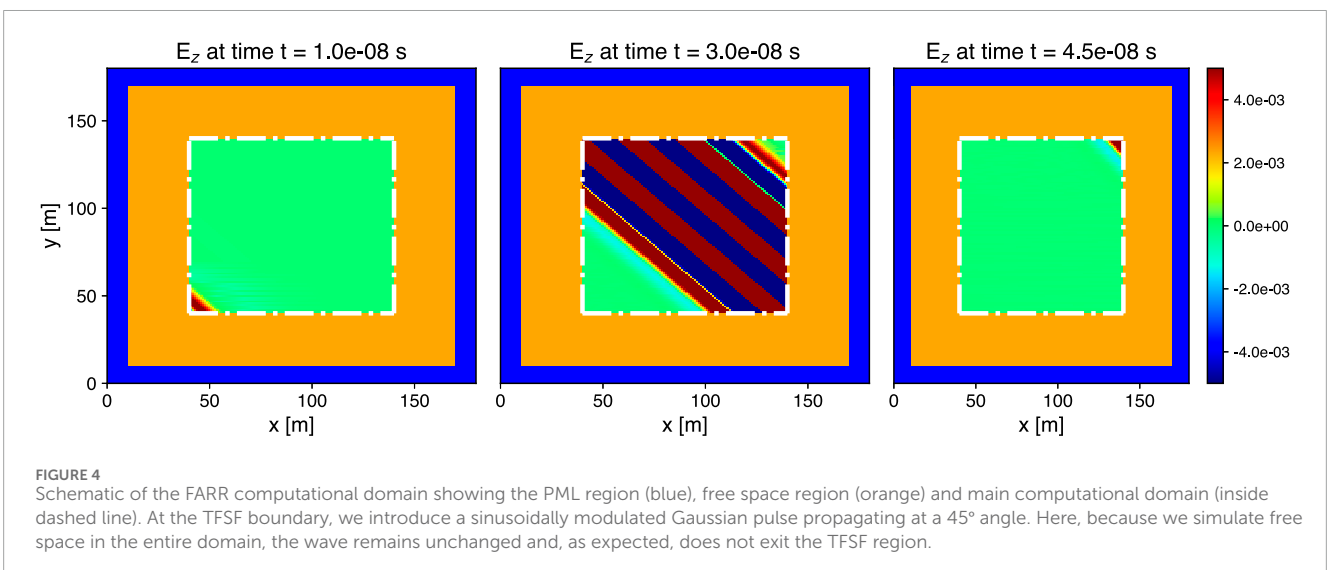 E_z at time t = 1.0e-08 s
E_z at time t = 3.0e-08 s
E_z at time t = 4.5e-08 s
y [m]
150
100
50
0
0 50 100 150
x [m]
0 50 100 150
x [m]
0 50 100 150
x [m]
4.0e-03
2.0e-03
0.0e+00
-2.0e-03
-4.0e-03
FIGURE 4
Schematic of the FARR computational domain showing the PML region (blue), free space region (orange) and main computational domain (inside
dashed line). At the TFSF boundary, we introduce a sinusoidally modulated Gaussian pulse propagating at a 45° angle. Here, because we simulate free
space in the entire domain, the wave remains unchanged and, as expected, does not exit the TFSF region.